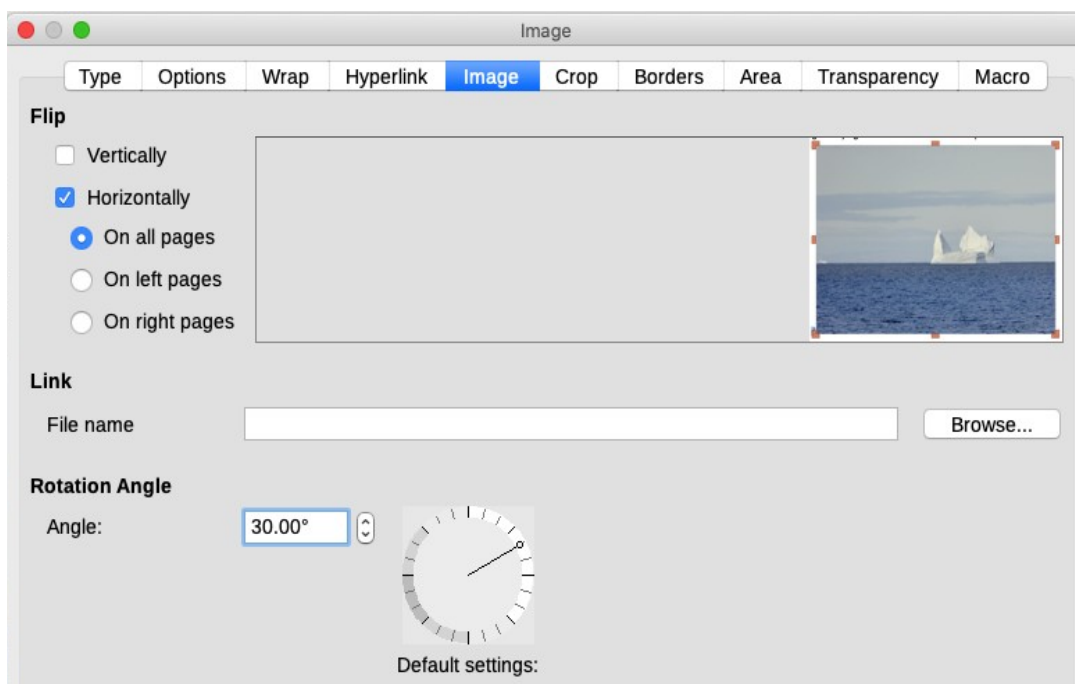 Image
Type Options Wrap Hyperlink Image Crop Borders Area Transparency Macro
Flip
Vertically
Horizontally
On all pages
On left pages
On right pages
Link
File name
Browse...
Rotation Angle
Angle: 30.00°
Default settings: